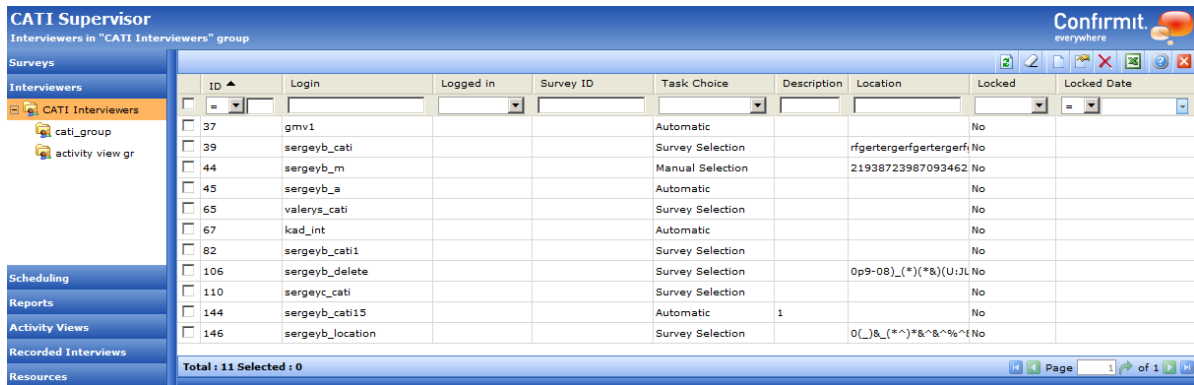 CATI Supervisor
Interviewers in "CATI Interviewers" group
Confirmit.
everywhere
Surveys
Interviewers
CATI Interviewers
cati_group
activity view gr
Scheduling
Reports
Activity Views
Recorded Interviews
Resources
ID Login Logged in Survey ID Task Choice Description Location Locked Locked Date
= =
37 gmv1 Automatic No
39 sergeyb_cati Survey Selection No
44 sergeyb_m Manual Selection 21938723987093462 No
45 sergeyb_a Automatic No
65 valerys_cati Survey Selection No
67 kad_int Automatic No
82 sergeyb_cati1 Survey Selection No
106 sergeyb_delete Survey Selection No
110 sergeyc_cati Survey Selection No
144 sergeyb_cati15 Automatic 1 No
146 sergeyb_location Survey Selection No
Total : 11 Selected : 0 Page 1 of 1